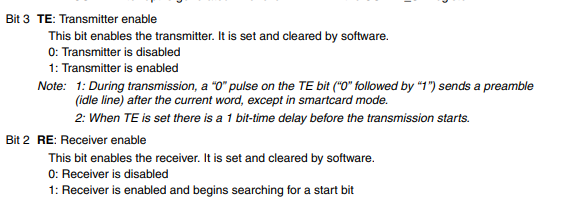 Bit 3 TE: Transmitter enable
This bit enables the transmitter. It is set and cleared by software.
0: Transmitter is disabled
1: Transmitter is enabled
Note: 1: During transmission, a “0” pulse on the TE bit (“0” followed by “1”) sends a preamble
(idle line) after the current word, except in smartcard mode.
2: When TE is set there is a 1 bit-time delay before the transmission starts.
Bit 2 RE: Receiver enable
This bit enables the receiver. It is set and cleared by software.
0: Receiver is disabled
1: Receiver is enabled and begins searching for a start bit